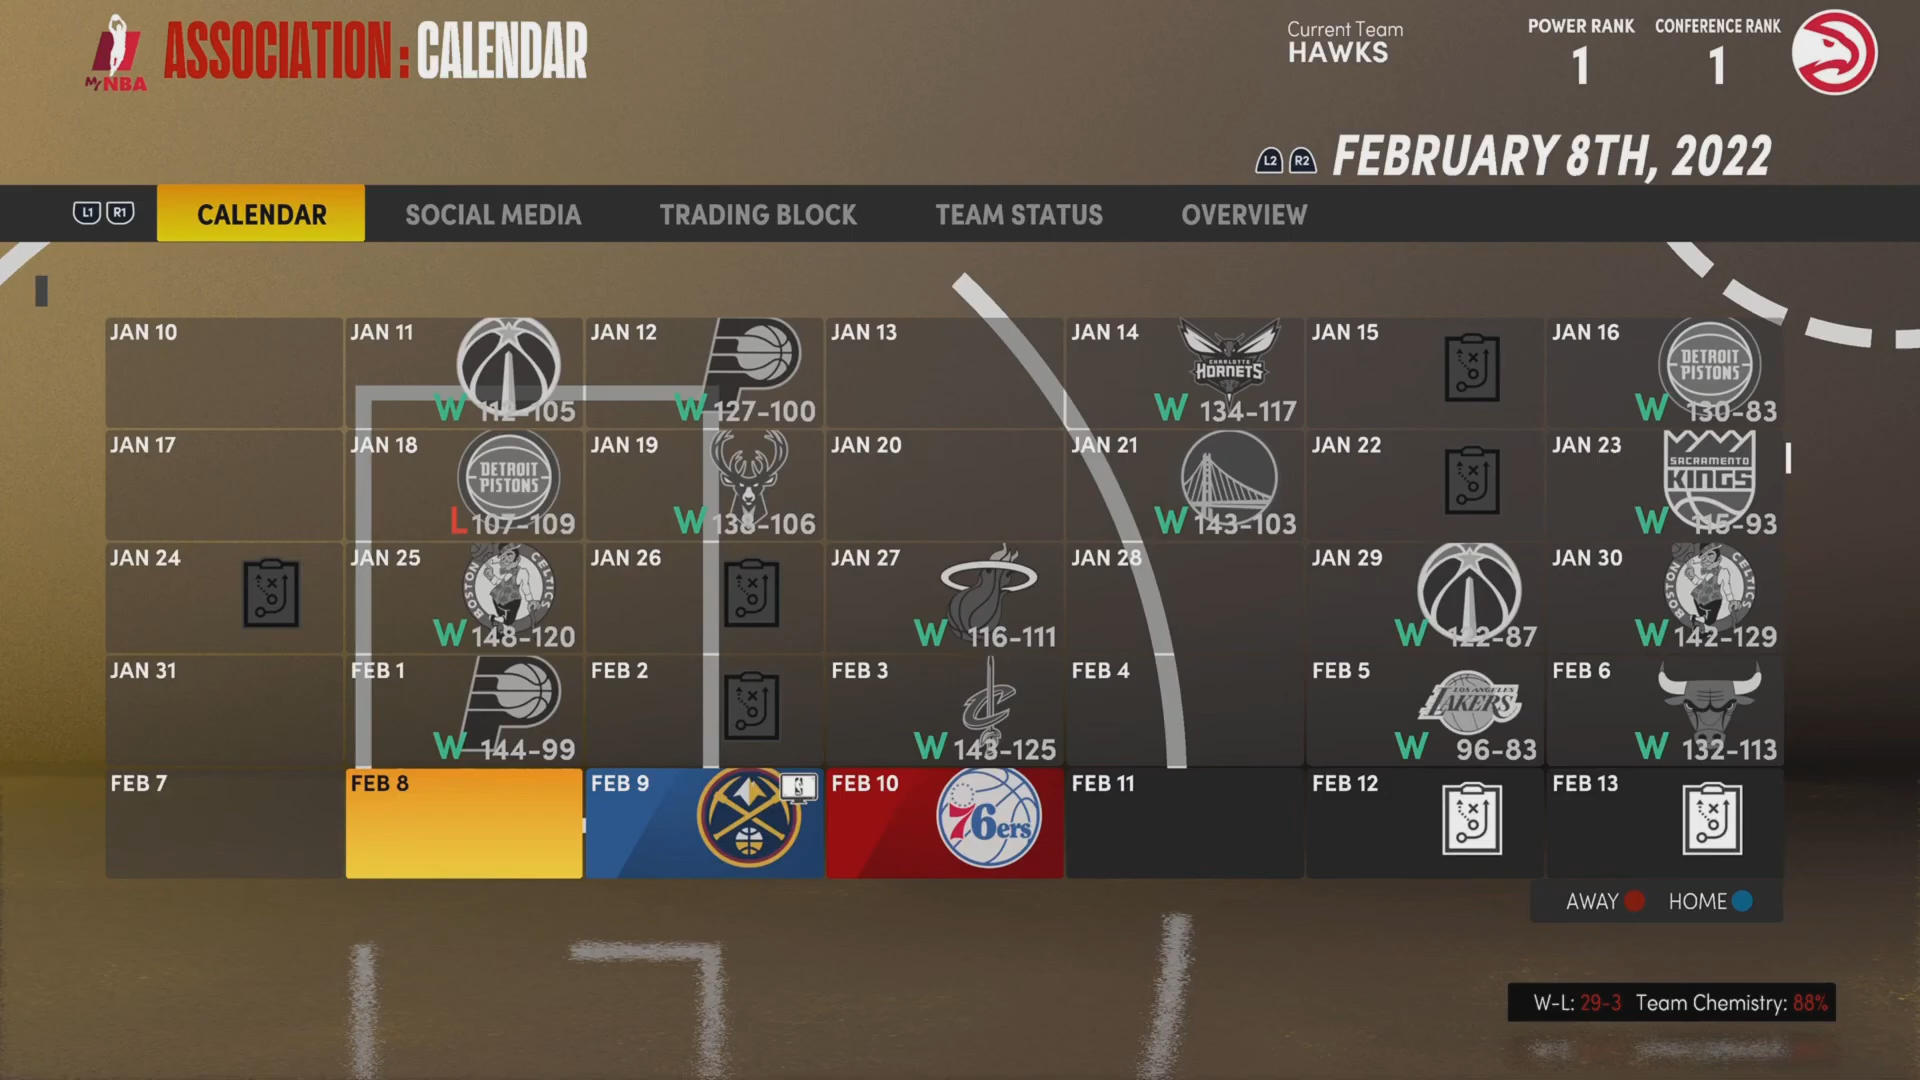 MyNBA
ASSOCIATION: CALENDAR
Current Team
HAWKS
POWER RANK
1
CONFERENCE RANK
1
L2 R2 FEBRUARY 8TH, 2022
L1 R1 CALENDAR SOCIAL MEDIA TRADING BLOCK TEAM STATUS OVERVIEW
JAN 10
JAN 11
W 112-105
JAN 12
W 127-100
JAN 13
JAN 14
CHARLOTTE
HORNETS
W 134-117
JAN 15
JAN 16
DETROIT
PISTONS
W 130-83
JAN 17
JAN 18
DETROIT
PISTONS
L 107-109
JAN 19
W 138-106
JAN 20
JAN 21
W 143-103
JAN 22
JAN 23
SACRAMENTO
KINGS
W 115-93
JAN 24
JAN 25
BOSTON CELTICS
W 148-120
JAN 26
JAN 27
W 116-111
JAN 28
JAN 29
W 122-87
JAN 30
BOSTON CELTICS
W 142-129
JAN 31
FEB 1
W 144-99
FEB 2
FEB 3
W 143-125
FEB 4
FEB 5
LOS ANGELES
LAKERS
W 96-83
FEB 6
W 132-113
FEB 7
FEB 8
FEB 9
FEB 10
76ers
FEB 11
FEB 12
FEB 13
AWAY HOME
W-L: 29-3 Team Chemistry: 88%